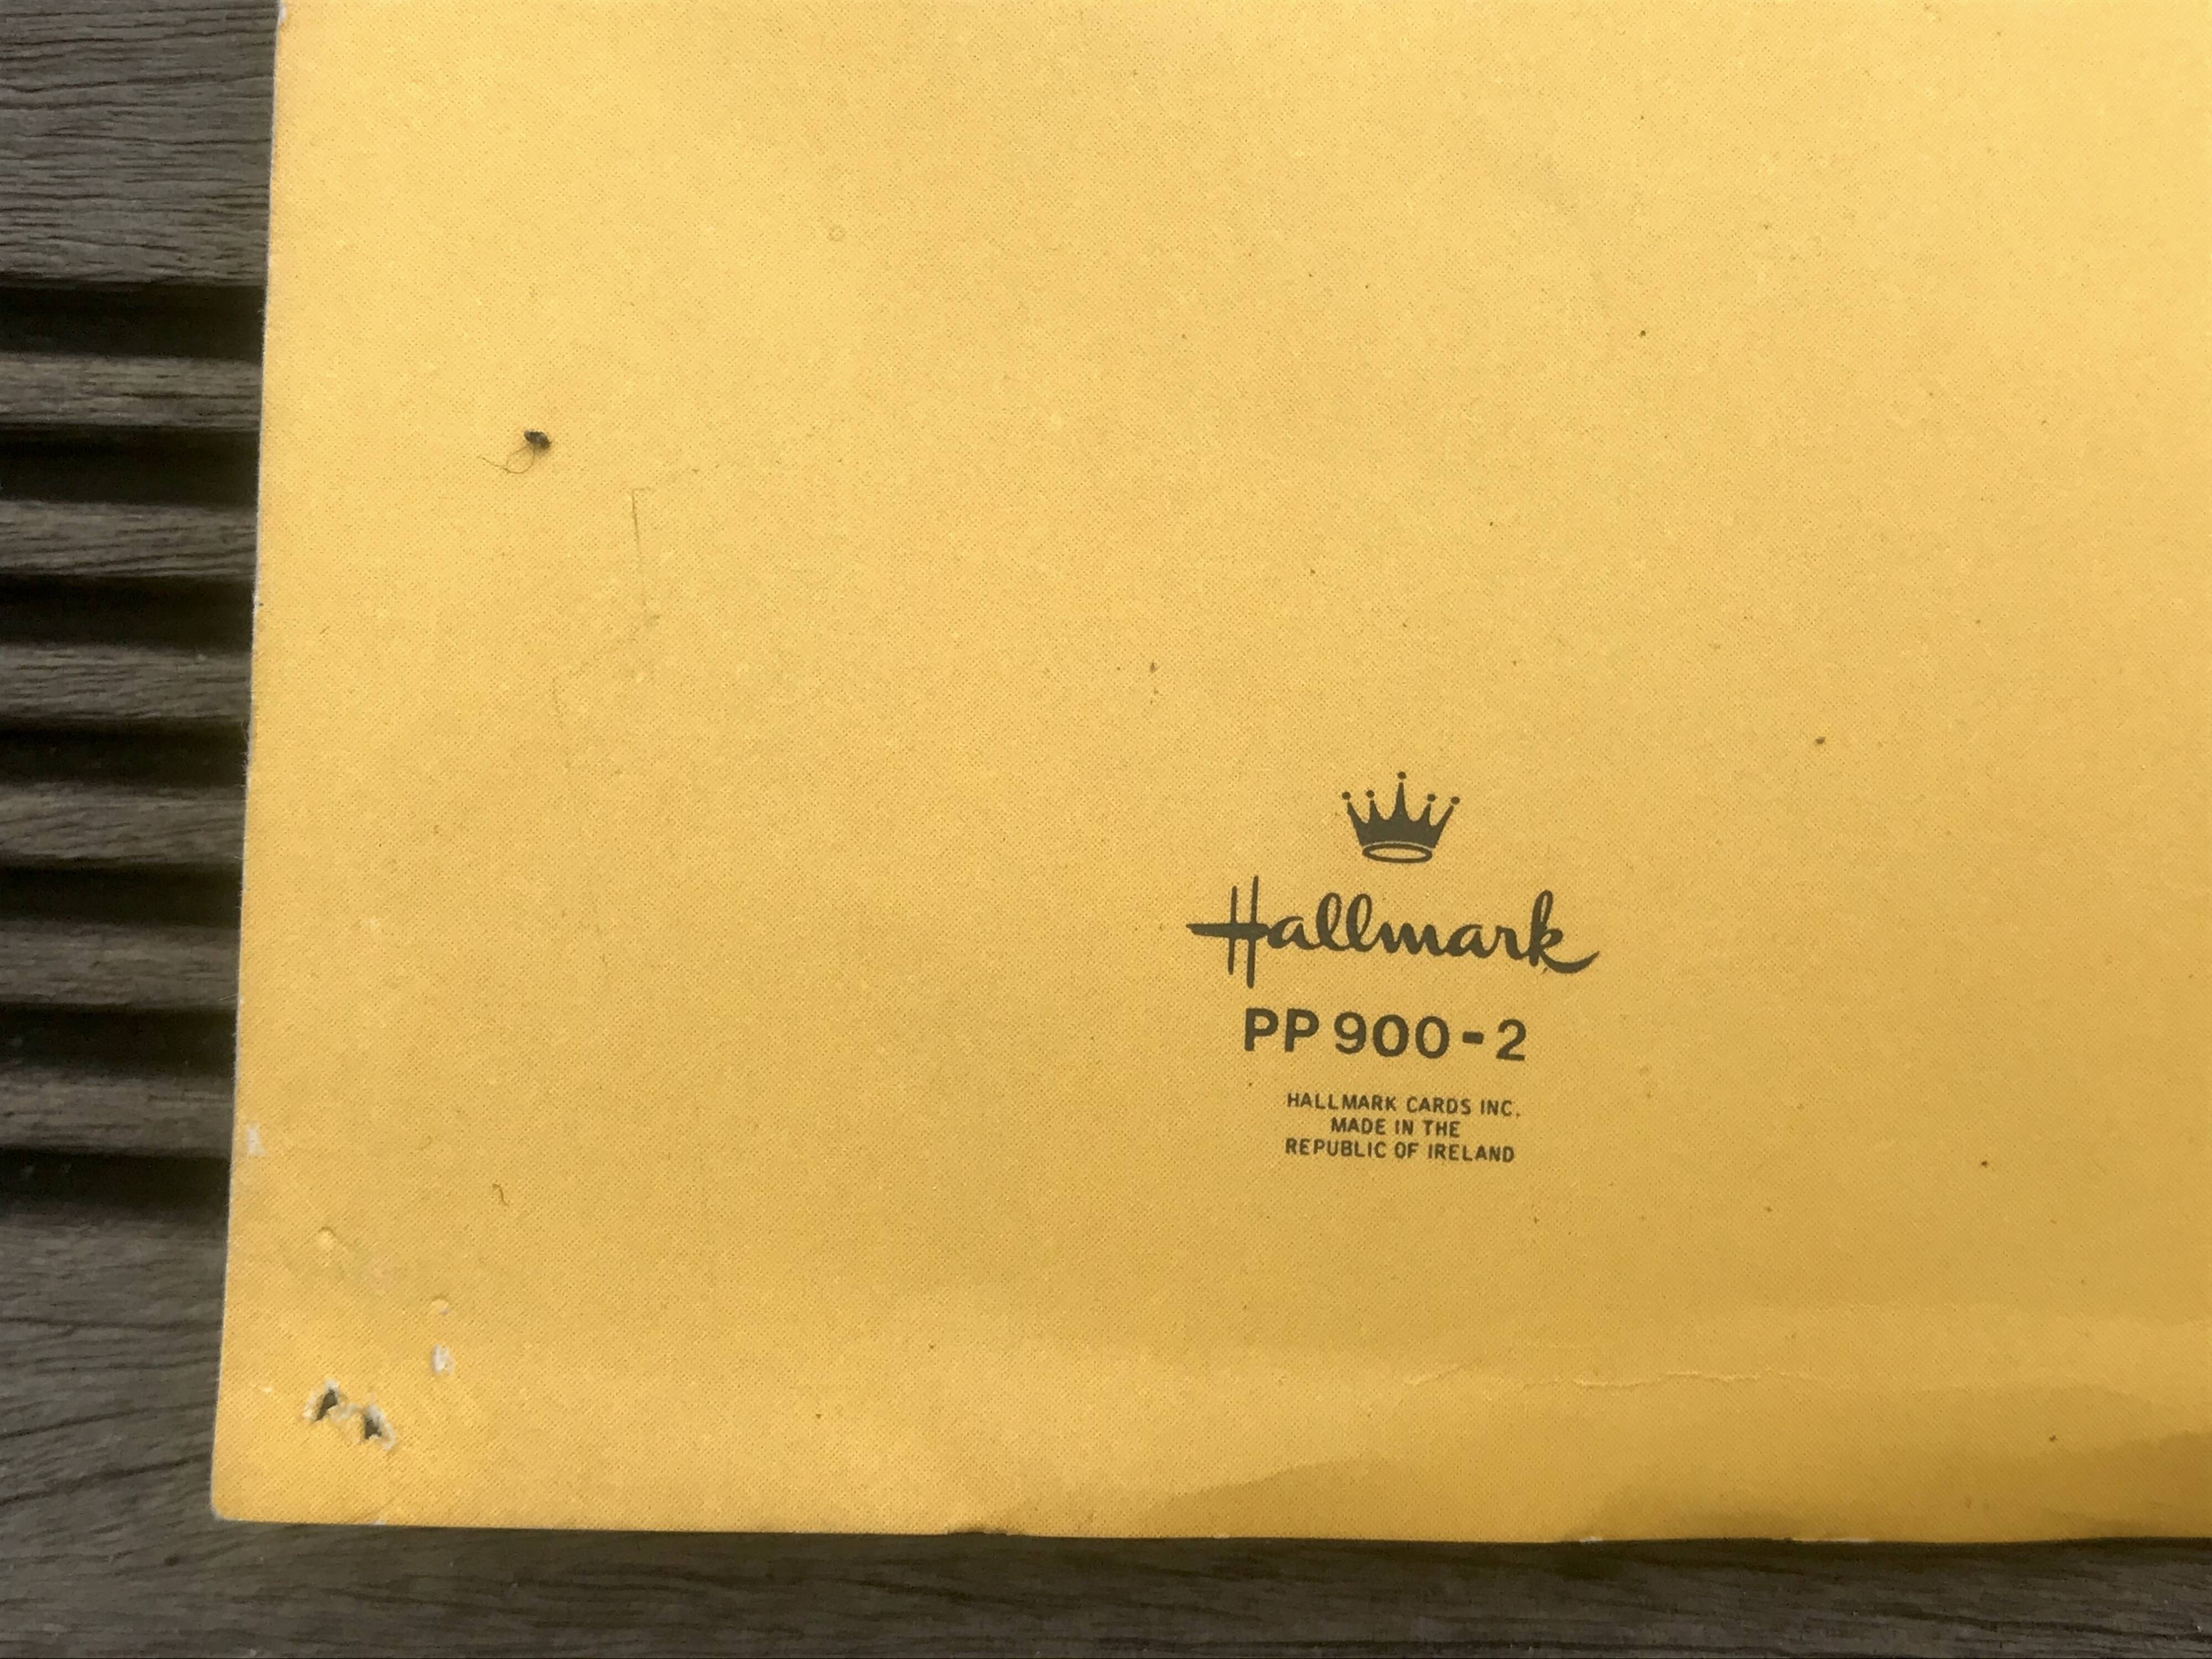 Hallmark
PP 900-2
HALLMARK CARDS INC.
MADE IN THE
REPUBLIC OF IRELAND